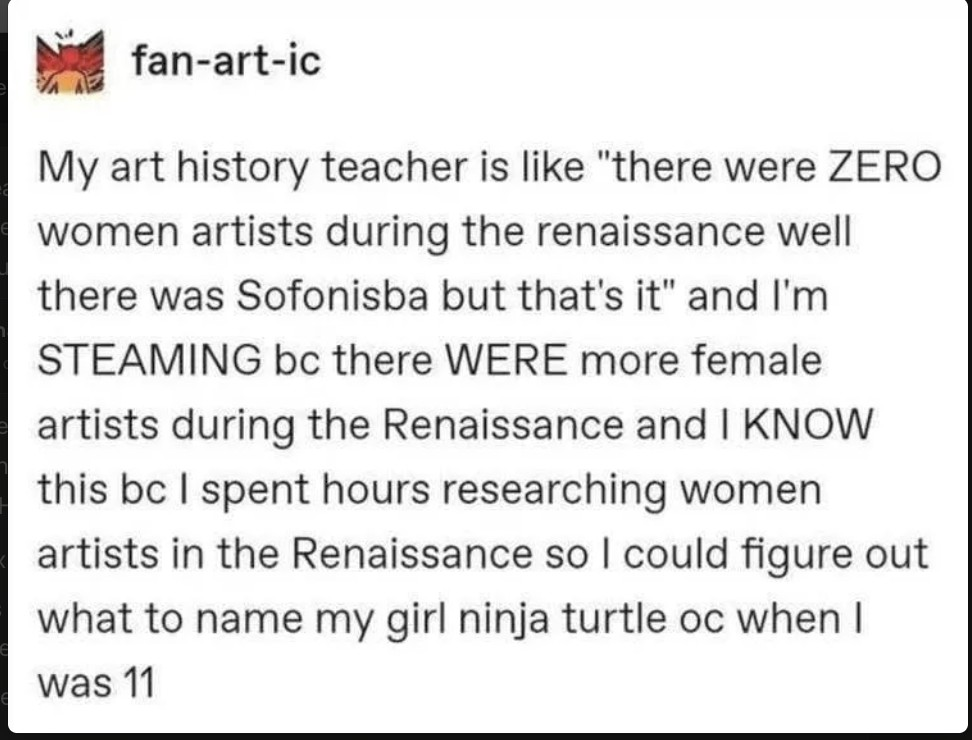 fan-art-ic
My art history teacher is like "there were ZERO
women artists during the renaissance well
there was Sofonisba but that's it" and I'm
STEAMING bc there WERE more female
artists during the Renaissance and I KNOW
this bc I spent hours researching women
artists in the Renaissance so I could figure out
what to name my girl ninja turtle oc when I
was 11